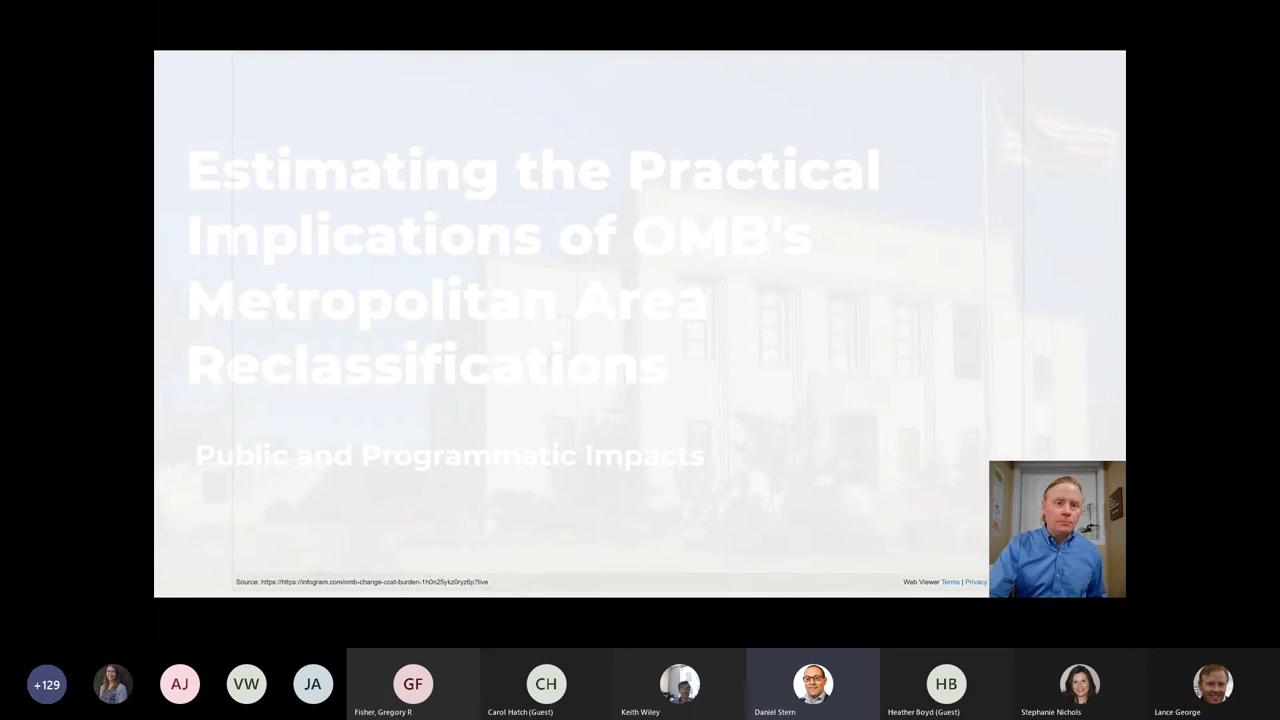 Estimating the Practical
Implications of OMB's
Metropolitan Area
Reclassifications
Public and Programmatic Impacts
Source: https://https://infogram.com/omb-change-cost-burden-1h0n25ykz0ryz6p?live
Web Viewer Terms | Privacy
+129
AJ
VW
JA
GF
CH
HB
Fisher, Gregory R
Carol Hatch (Guest)
Keith Wiley
Daniel Stern
Heather Boyd (Guest)
Stephanie Nichols
Lance George